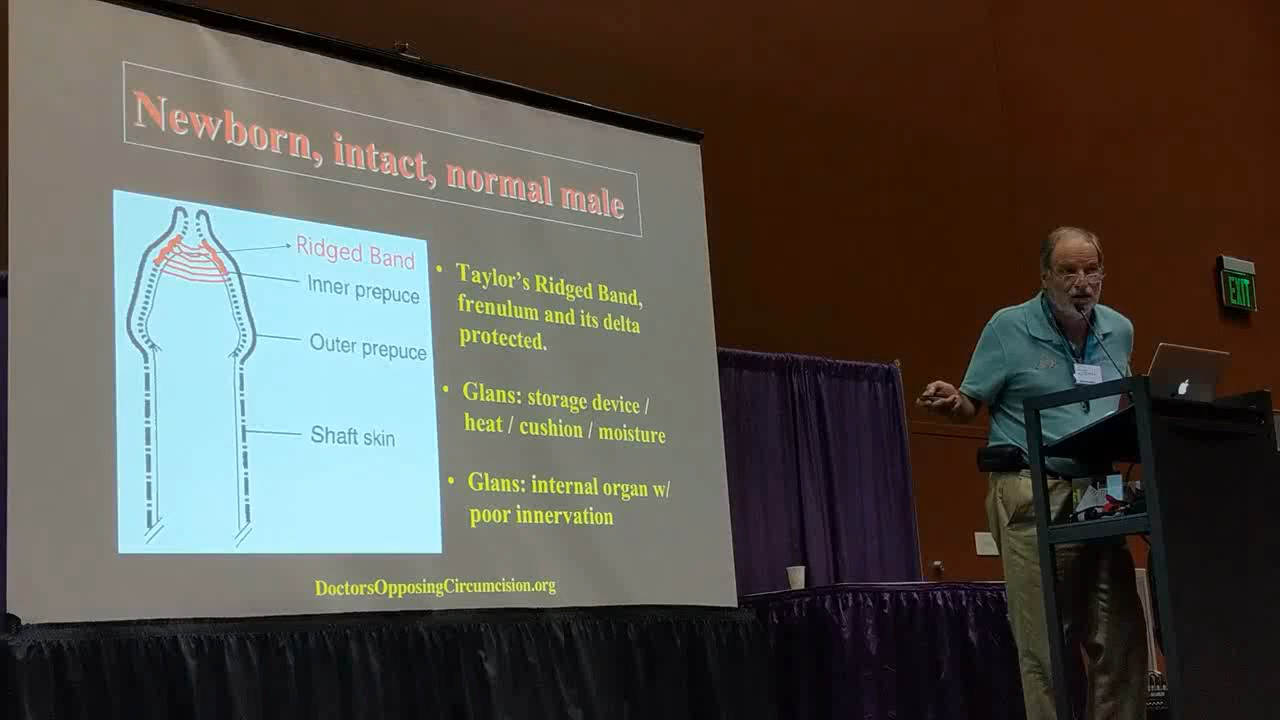 Newborn, intact, normal male
Ridged Band
Inner prepuce
Outer prepuce
Shaft skin
• Taylor's Ridged Band,
frenulum and its delta
protected.
• Glans: storage device /
heat / cushion / moisture
• Glans: internal organ w/
poor innervation
DoctorsOpposingCircumcision.org
EXIT